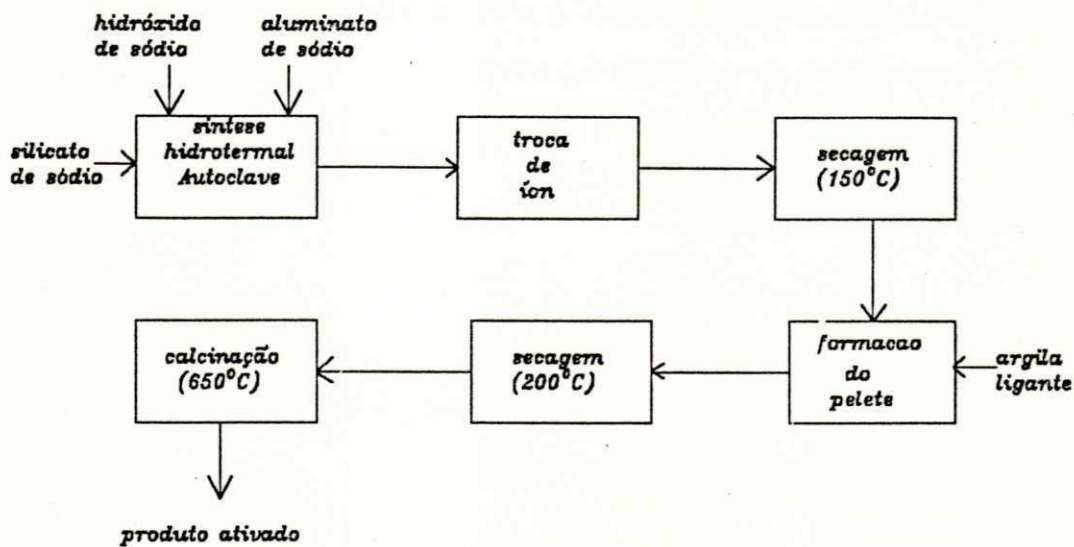 hidróxido
de sódio
aluminato
de sódio
silicato
de sódio
síntese
hidrotermal
Autoclave
troca
de
íon
secagem
(150°C)
formacao
do
pelete
argila
ligante
secagem
(200°C)
calcinação
(650°C)
produto ativado